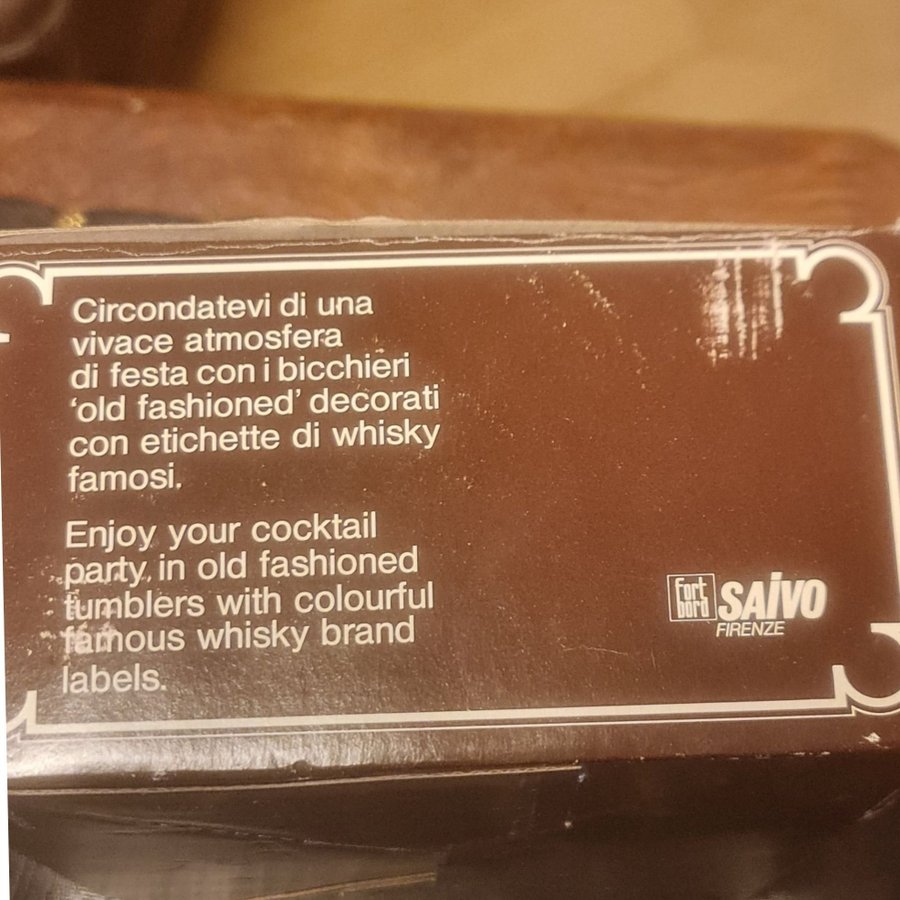 Circondatevi di una
vivace atmosfera
di festa con i bicchieri
'old fashioned' decorati
con etichette di whisky
famosi.
Enjoy your cocktail
party, in old fashioned
tumblers with colourful
famous whisky brand
labels.
Fort
bord
SAIVO
FIRENZE